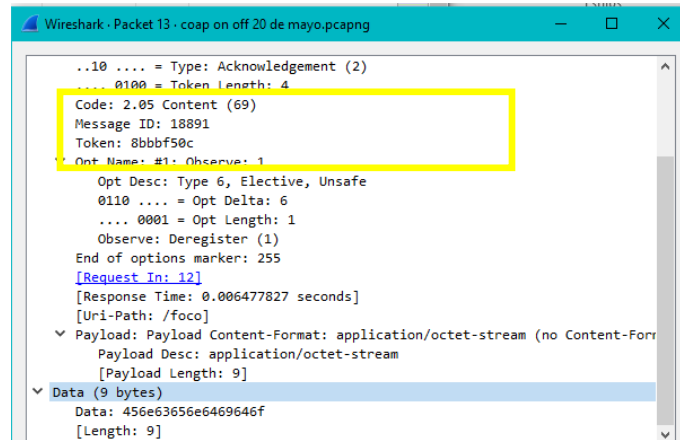 Wireshark · Packet 13 · coap on off 20 de mayo.pcapng
..10 .... = Type: Acknowledgement (2)
.... 0100 = Token Length: 4
Code: 2.05 Content (69)
Message ID: 18891
Token: 8bbbf50c
Opt Name: #1: Observe: 1
Opt Desc: Type 6, Elective, Unsafe
0110 .... = Opt Delta: 6
.... 0001 = Opt Length: 1
Observe: Deregister (1)
End of options marker: 255
[Request In: 12]
[Response Time: 0.006477827 seconds]
[Uri-Path: /foco]
Payload: Payload Content-Format: application/octet-stream (no Content-Forr
Payload Desc: application/octet-stream
[Payload Length: 9]
Data (9 bytes)
Data: 456e63656e6469646f
[Length: 9]